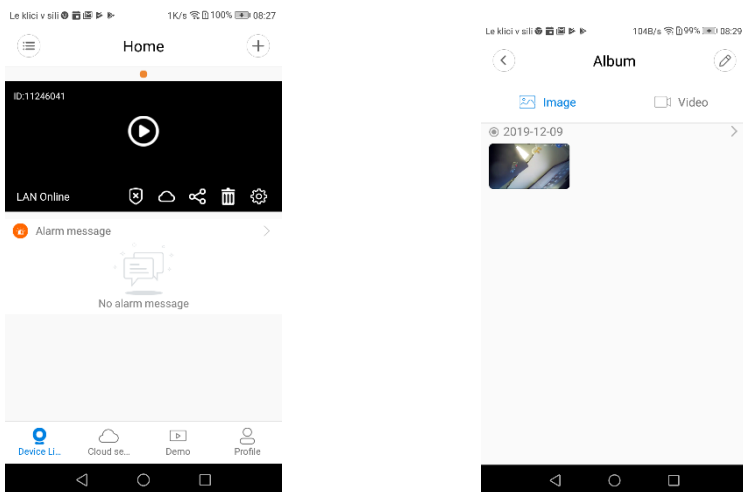 Le klici v sili 1K/s 100% 08:27
Home
ID:11246041
LAN Online
Alarm message
No alarm message
Device Li...
Cloud se...
Demo
Profile
Le klici v sili 104B/s 99% 08:29
Album
Image
Video
2019-12-09